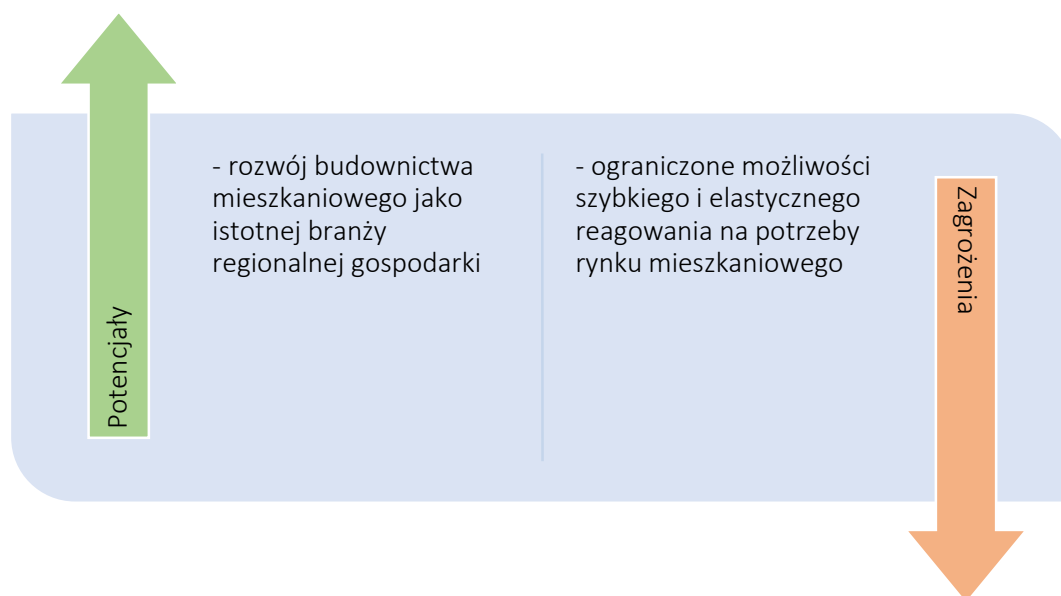 Potencjały
- rozwój budownictwa
mieszkaniowego jako
istotnej branży
regionalnej gospodarki
- ograniczone możliwości
szybkiego i elastycznego
reagowania na potrzeby
rynku mieszkaniowego
Zagrożenia